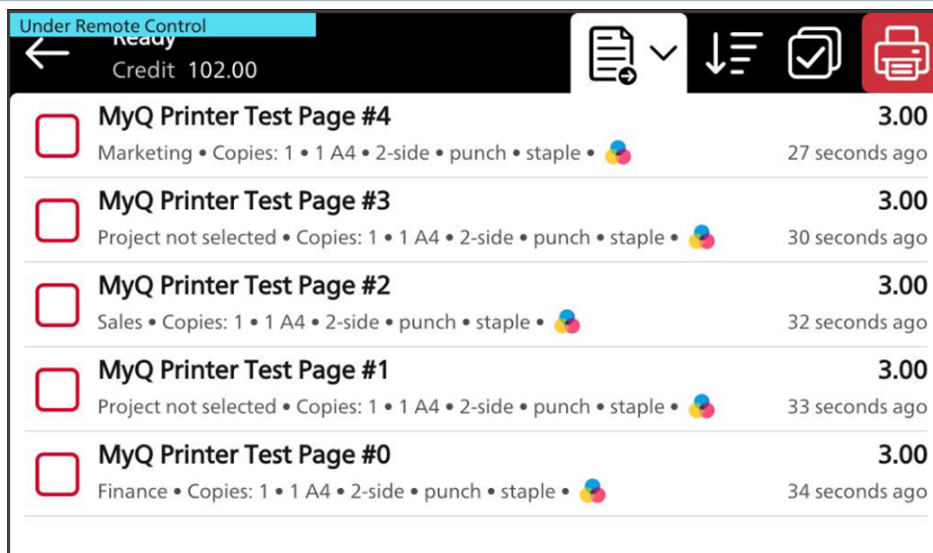 Under Remote Control
Ready
Credit 102.00
MyQ Printer Test Page #4 3.00
Marketing • Copies: 1 • 1 A4 • 2-side • punch • staple • 27 seconds ago
MyQ Printer Test Page #3 3.00
Project not selected • Copies: 1 • 1 A4 • 2-side • punch • staple • 30 seconds ago
MyQ Printer Test Page #2 3.00
Sales • Copies: 1 • 1 A4 • 2-side • punch • staple • 32 seconds ago
MyQ Printer Test Page #1 3.00
Project not selected • Copies: 1 • 1 A4 • 2-side • punch • staple • 33 seconds ago
MyQ Printer Test Page #0 3.00
Finance • Copies: 1 • 1 A4 • 2-side • punch • staple • 34 seconds ago